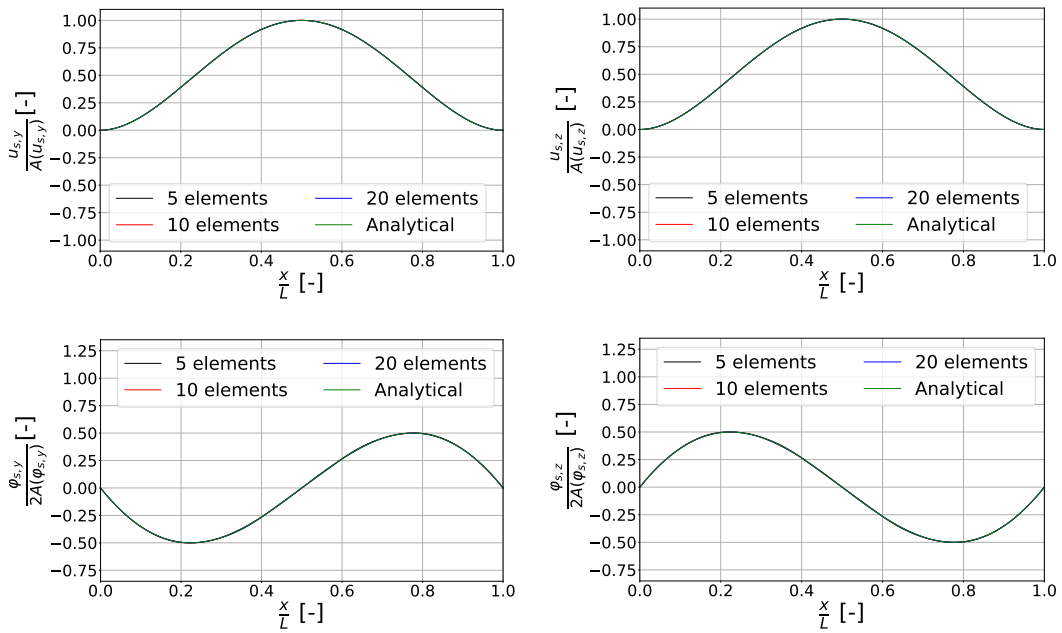 1.00
0.75
0.50
0.25
0.00
−0.25
−0.50
−0.75
−1.00
u_{s,y} / A(u_{s,y}) [-]
5 elements 20 elements
10 elements Analytical
0.0 0.2 0.4 0.6 0.8 1.0
x/L [-]
1.00
0.75
0.50
0.25
0.00
−0.25
−0.50
−0.75
−1.00
u_{s,z} / A(u_{s,z}) [-]
5 elements 20 elements
10 elements Analytical
0.0 0.2 0.4 0.6 0.8 1.0
x/L [-]
1.25
1.00
0.75
0.50
0.25
0.00
−0.25
−0.50
−0.75
φ_{s,y} / 2A(φ_{s,y}) [-]
5 elements 20 elements
10 elements Analytical
0.0 0.2 0.4 0.6 0.8 1.0
x/L [-]
1.25
1.00
0.75
0.50
0.25
0.00
−0.25
−0.50
−0.75
φ_{s,z} / 2A(φ_{s,z}) [-]
5 elements 20 elements
10 elements Analytical
0.0 0.2 0.4 0.6 0.8 1.0
x/L [-]